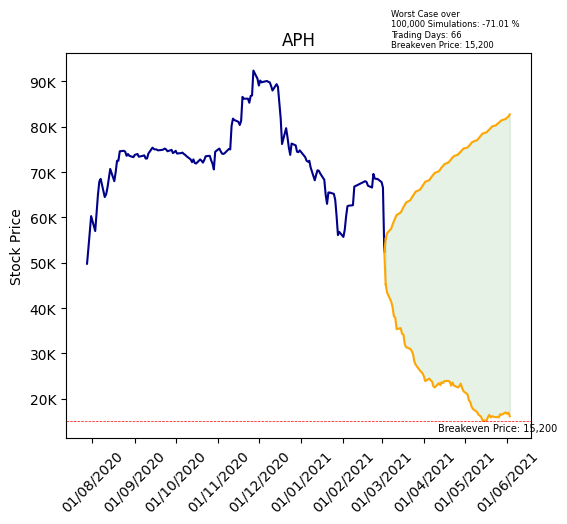 Worst Case over
100,000 Simulations: -71.01 %
Trading Days: 66
Breakeven Price: 15,200
APH
Stock Price
90K
80K
70K
60K
50K
40K
30K
20K
Breakeven Price: 15,200
01/08/2020
01/09/2020
01/10/2020
01/11/2020
01/12/2020
01/01/2021
01/02/2021
01/03/2021
01/04/2021
01/05/2021
01/06/2021